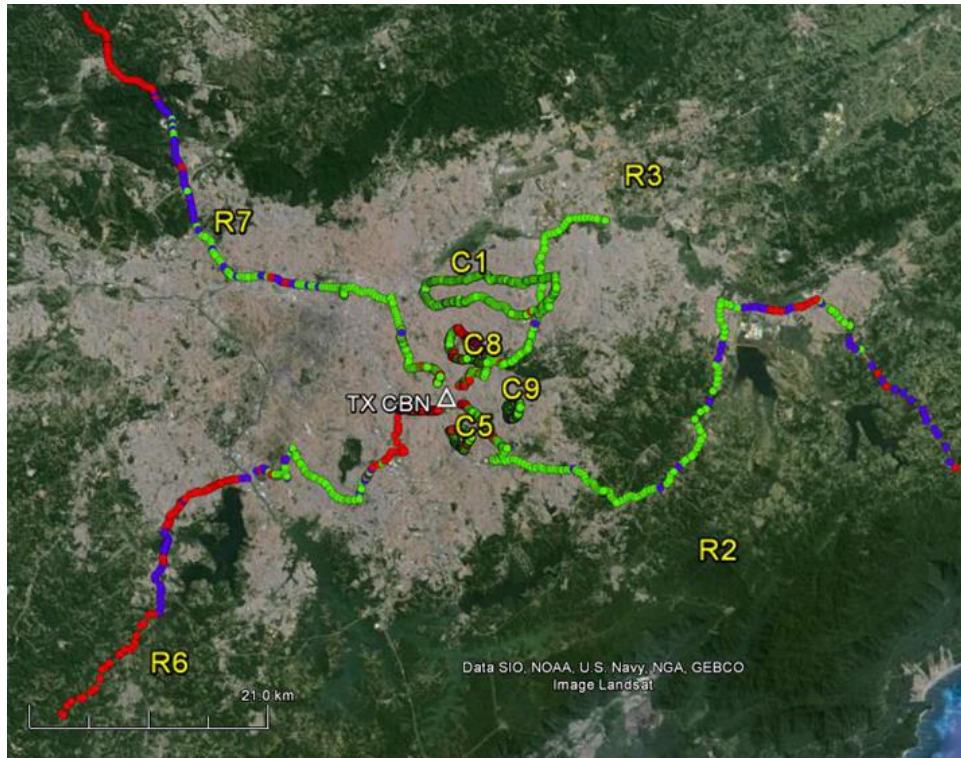 R3
R7
C1
C8
C9
TX CBN
C5
R2
R6
Data SIO, NOAA, U.S. Navy, NGA, GEBCO
Image Landsat
21.0 km